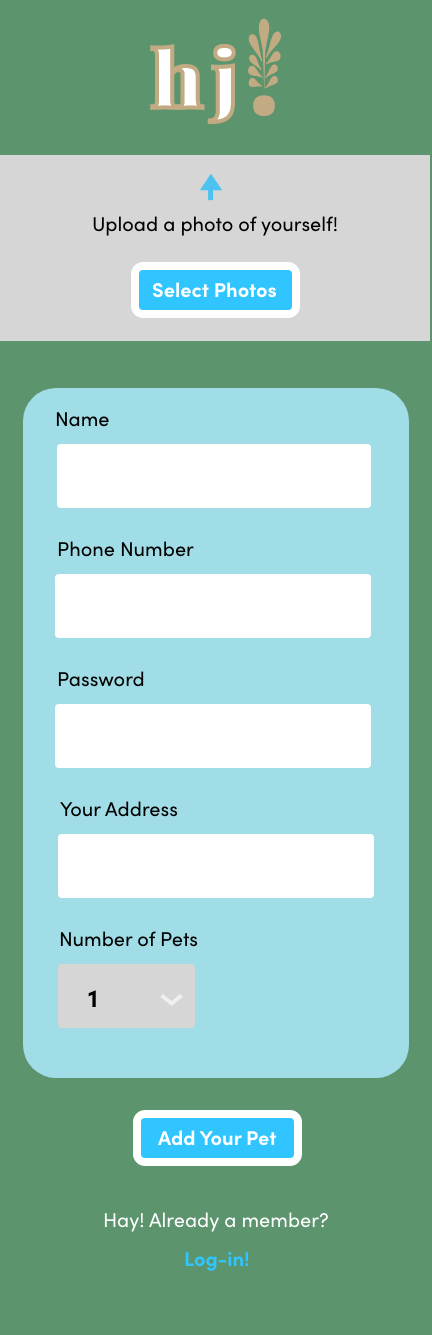 hj
Upload a photo of yourself!
Select Photos
Name
Phone Number
Password
Your Address
Number of Pets
1
Add Your Pet
Hay! Already a member?
Log-in!